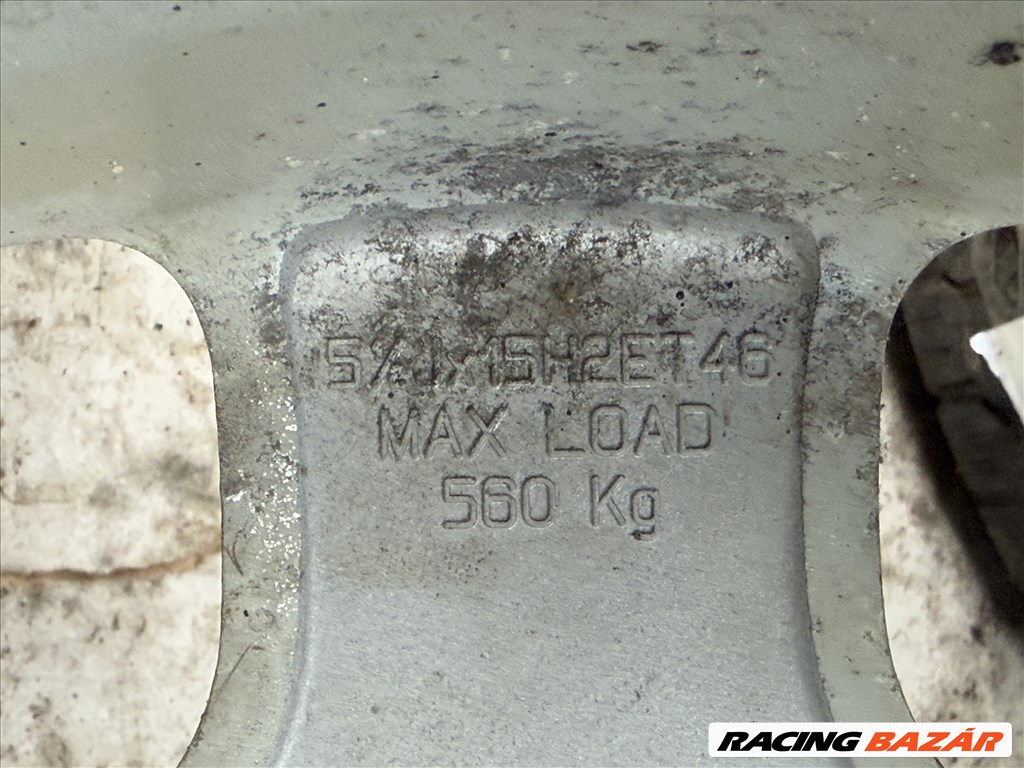 5½Jx15H2ET46
MAX LOAD
560 Kg
RACING BAZÁR